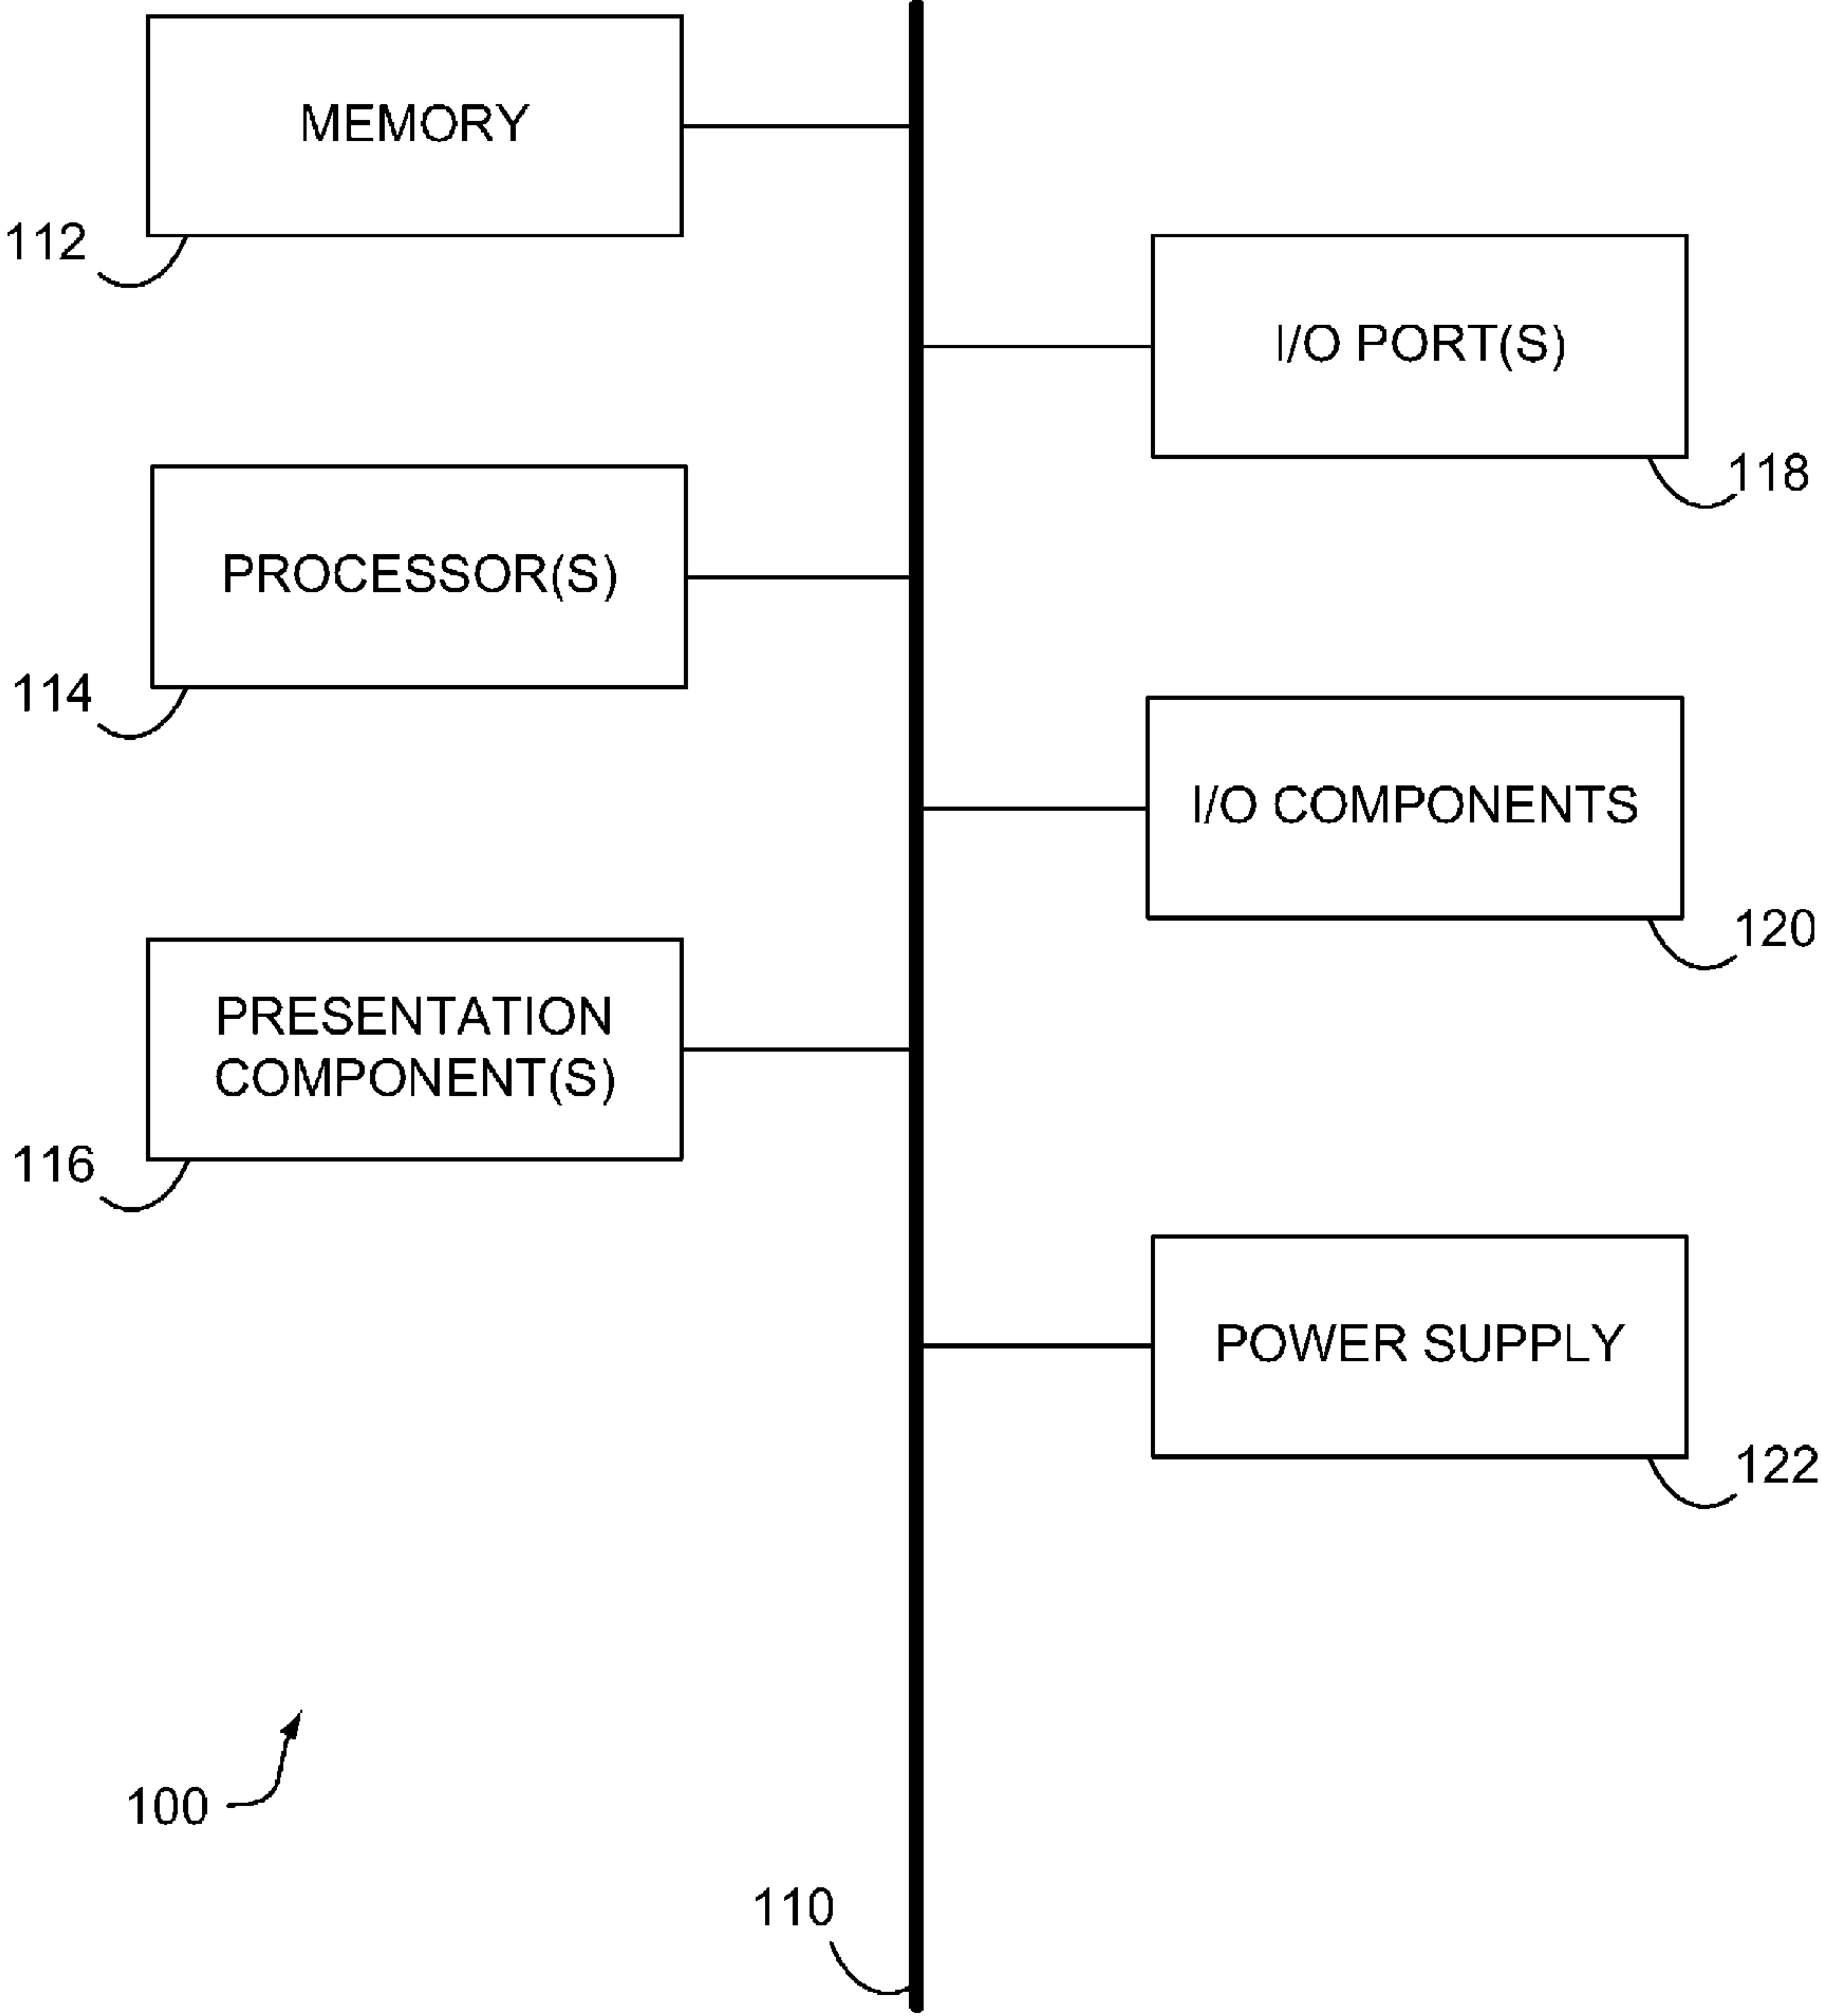 MEMORY
112
I/O PORT(S)
118
PROCESSOR(S)
114
I/O COMPONENTS
120
PRESENTATION
COMPONENT(S)
116
POWER SUPPLY
122
100
110